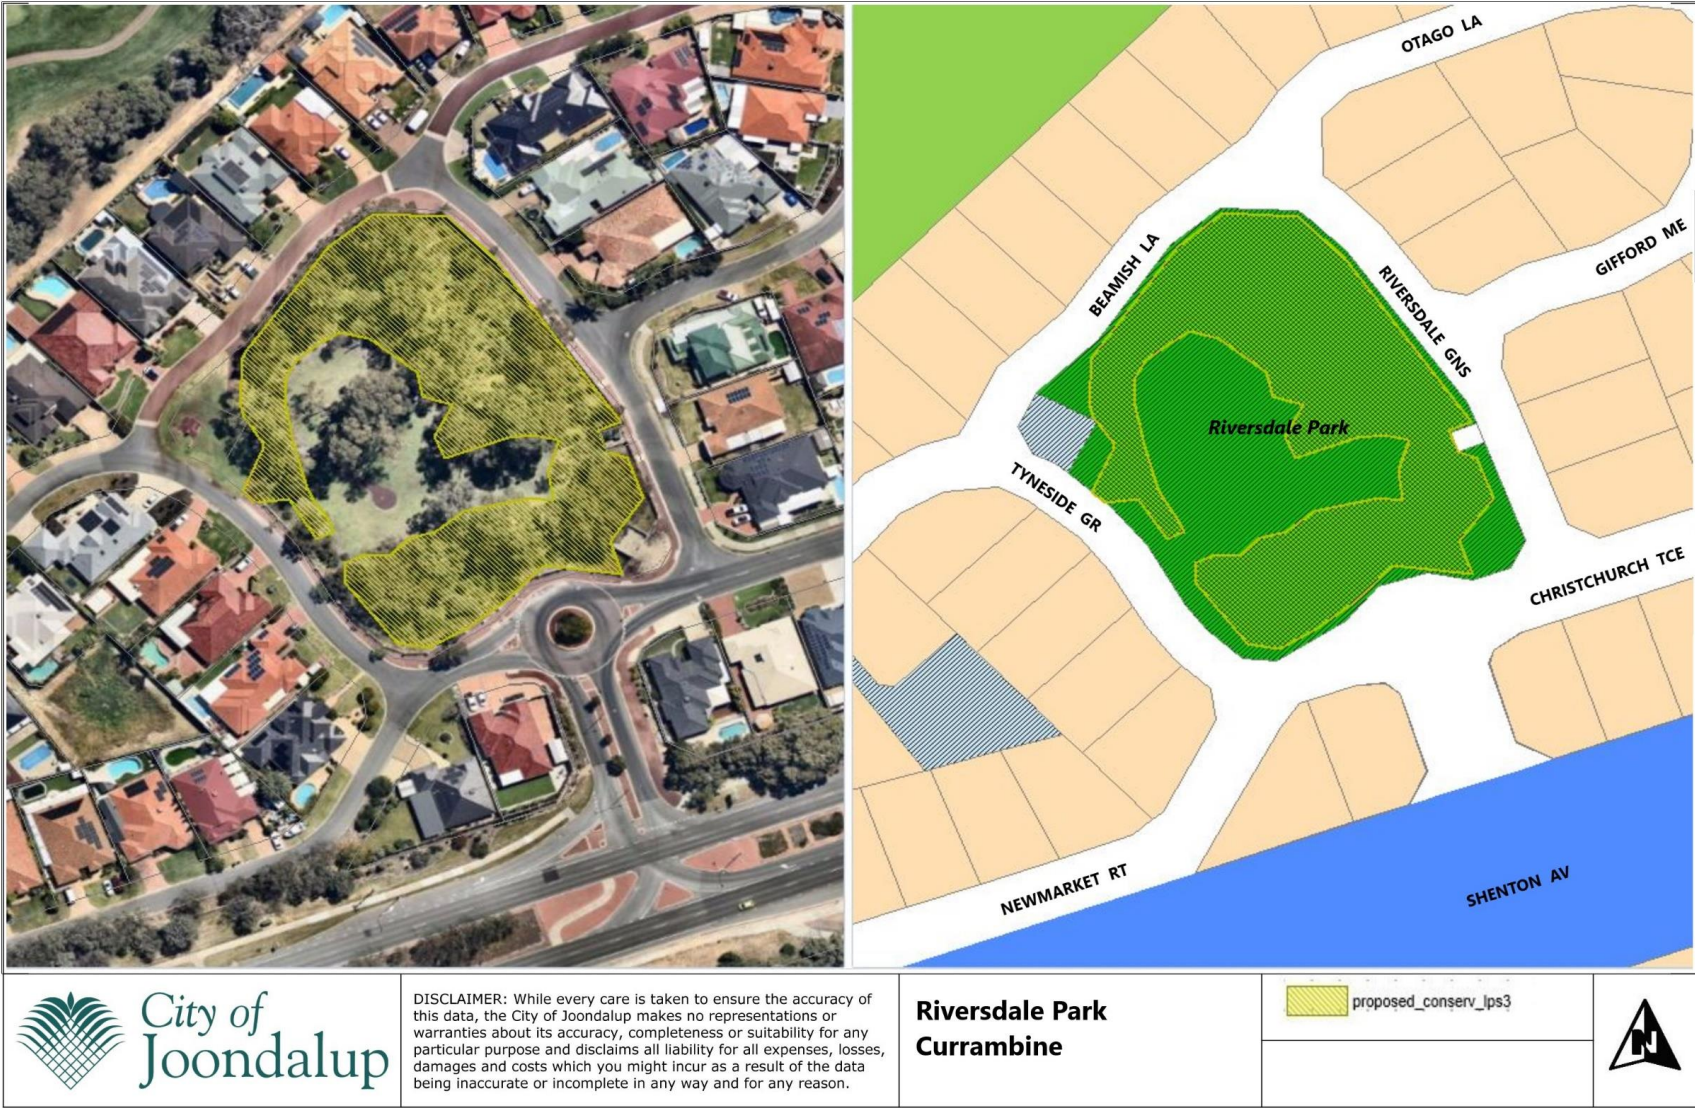 OTAGO LA
GIFFORD ME
BEAMISH LA
RIVERSDALE GNS
Riversdale Park
TYNESIDE GR
CHRISTCHURCH TCE
NEWMARKET RT
SHENTON AV
City of
Joondalup
DISCLAIMER: While every care is taken to ensure the accuracy of
this data, the City of Joondalup makes no representations or
warranties about its accuracy, completeness or suitability for any
particular purpose and disclaims all liability for all expenses, losses,
damages and costs which you might incur as a result of the data
being inaccurate or incomplete in any way and for any reason.
Riversdale Park
Currambine
proposed_conserv_lps3
N